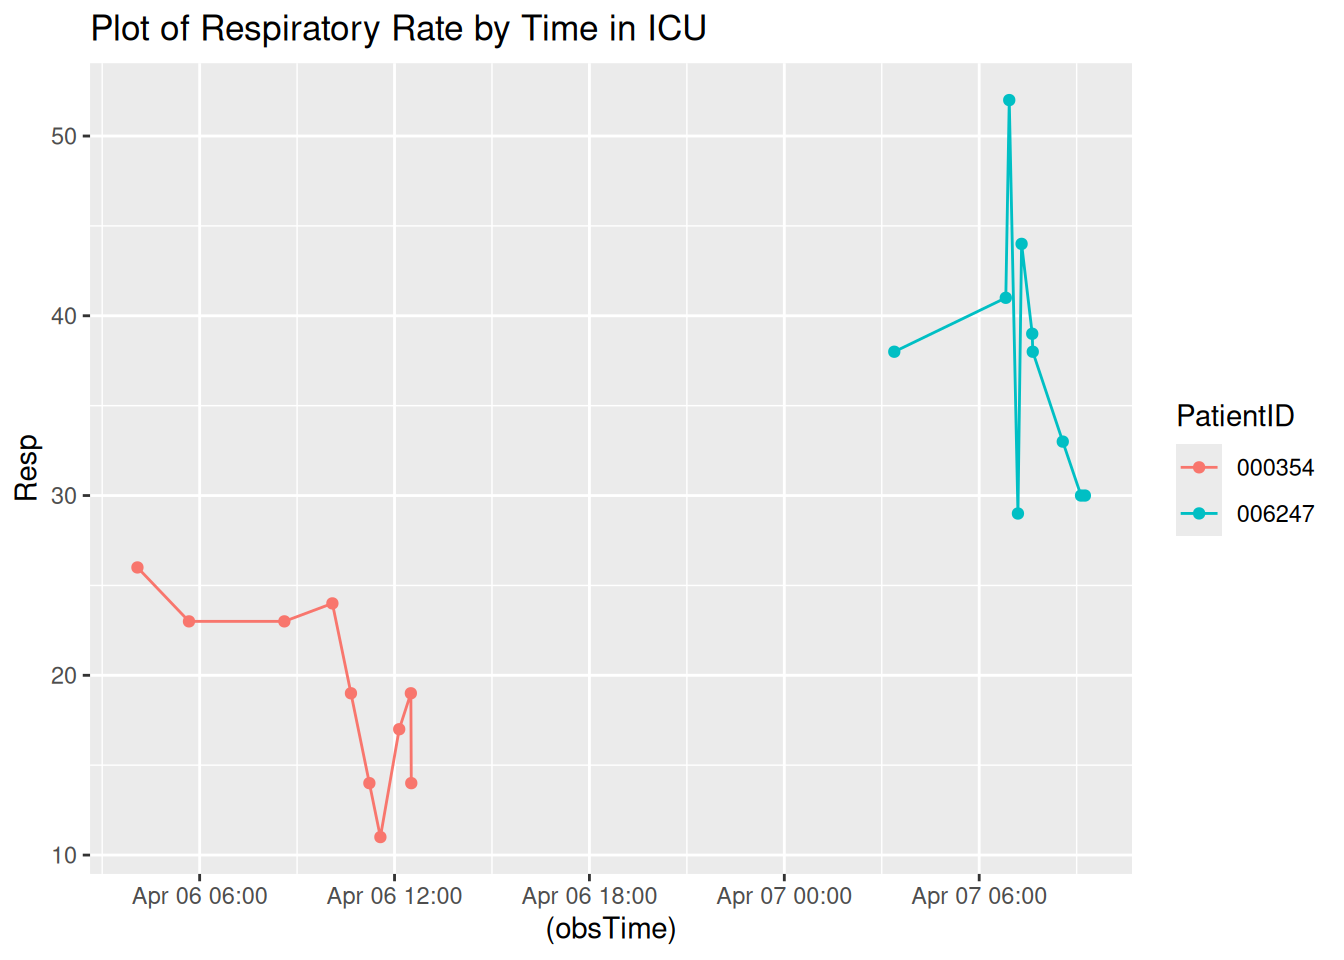 Plot of Respiratory Rate by Time in ICU
Resp
50
40
30
20
10
Apr 06 06:00 Apr 06 12:00 Apr 06 18:00 Apr 07 00:00 Apr 07 06:00
(obsTime)
PatientID
000354
006247